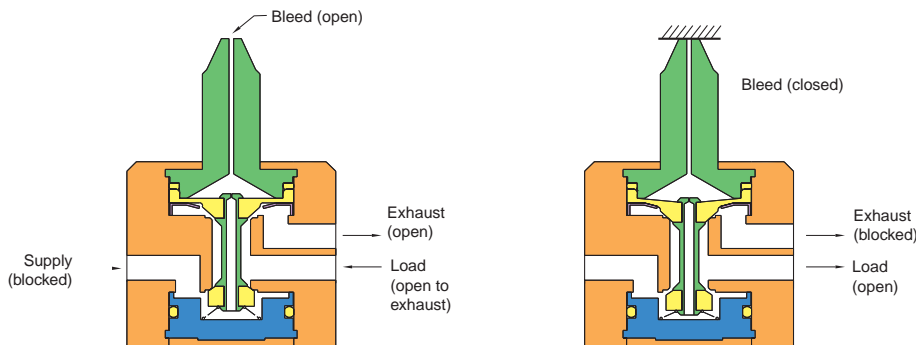 Bleed (open)
Exhaust
(open)
Supply
(blocked)
Load
(open to
exhaust)
Bleed (closed)
Exhaust
(blocked)
Load
(open)